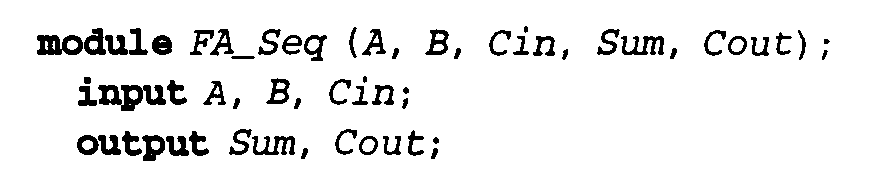 module FA_Seq (A, B, Cin, Sum, Cout);
input A, B, Cin;
output Sum, Cout;